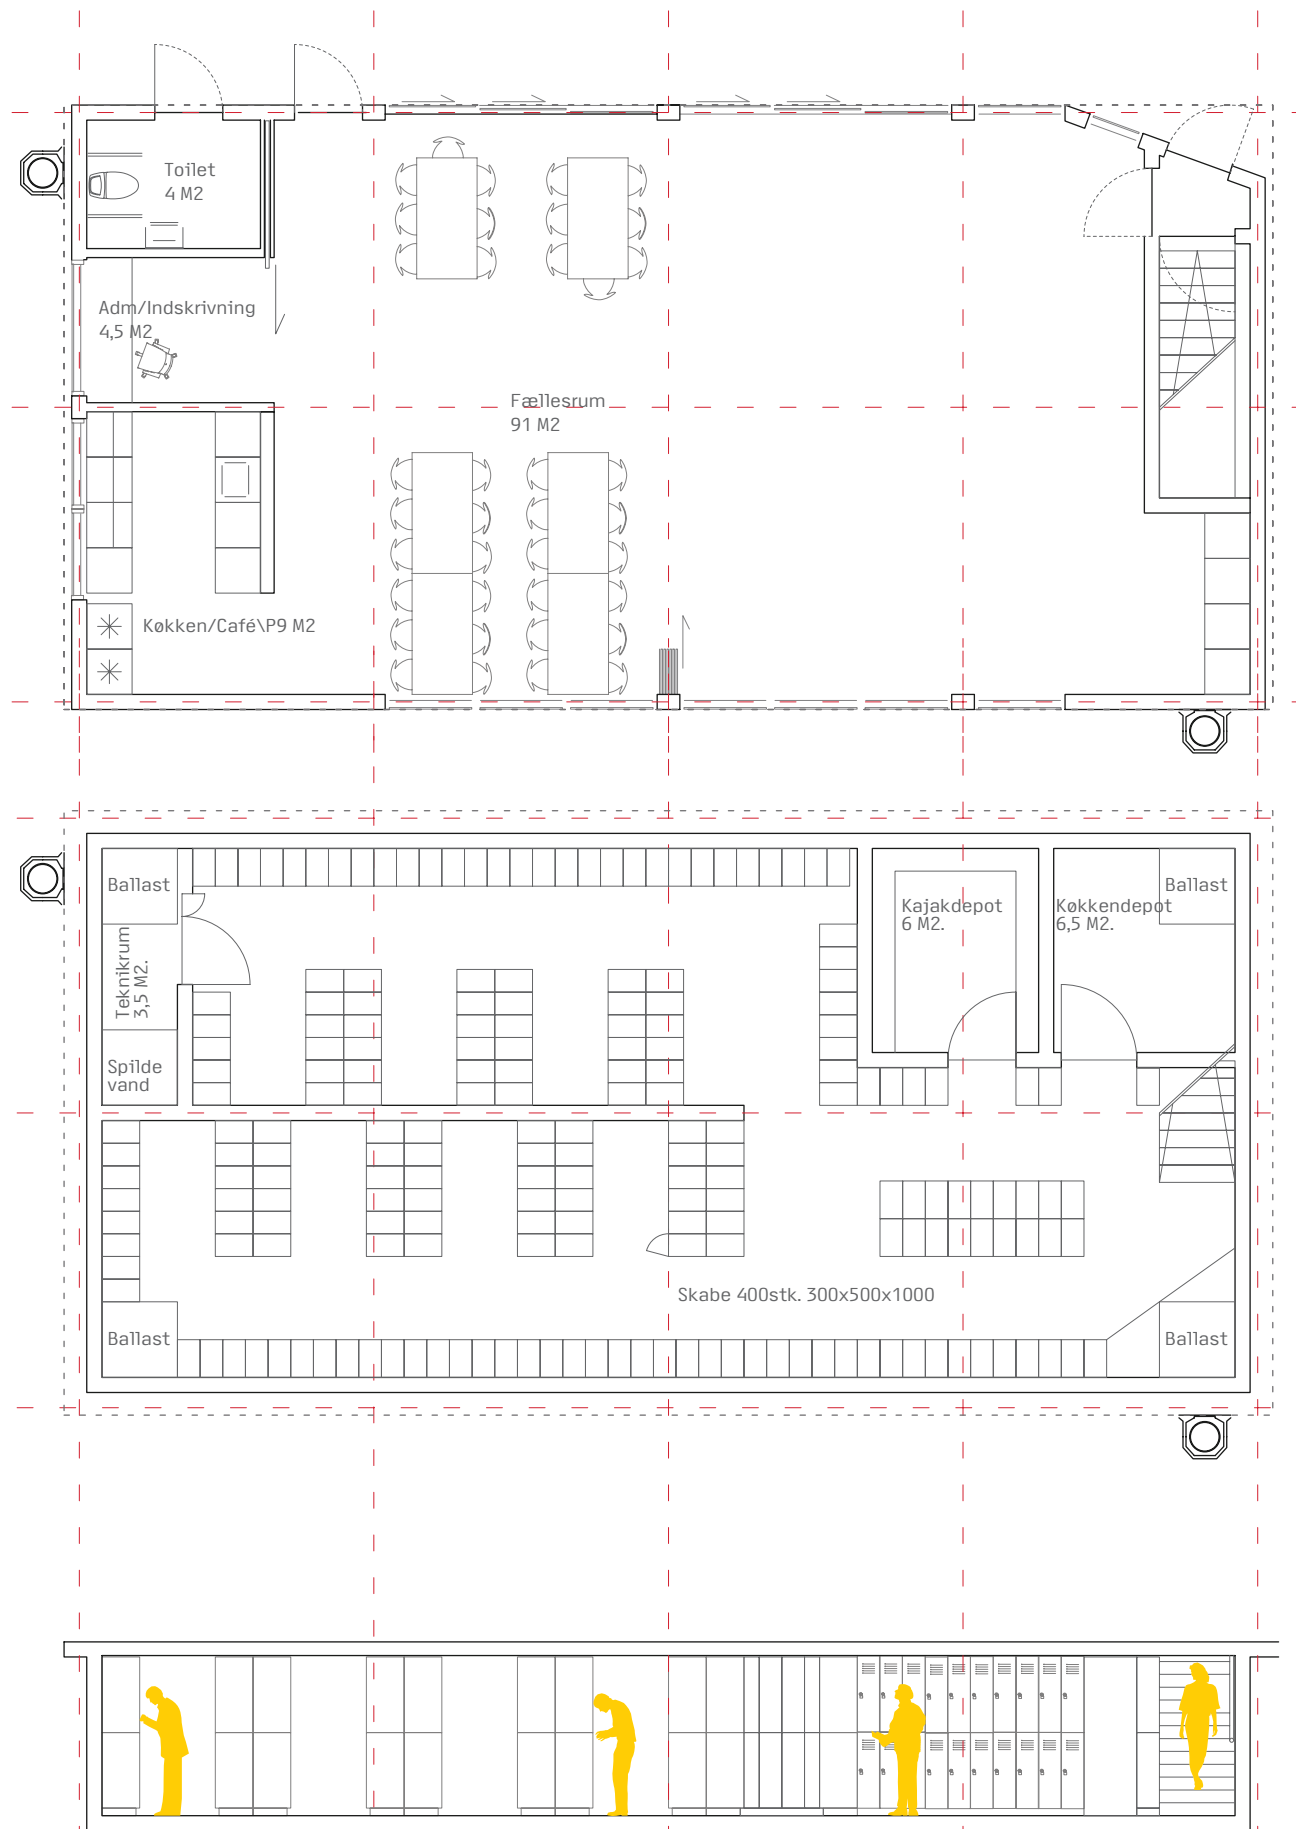 Toilet
4 M2
Adm/Indskrivning
4,5 M2
Fællesrum
91 M2
Køkken/Café\P9 M2
Ballast
Teknikrum
3,5 M2.
Spilde
vand
Kajakdepot
6 M2.
Køkkendepot
6,5 M2.
Ballast
Skabe 400stk. 300x500x1000
Ballast
Ballast